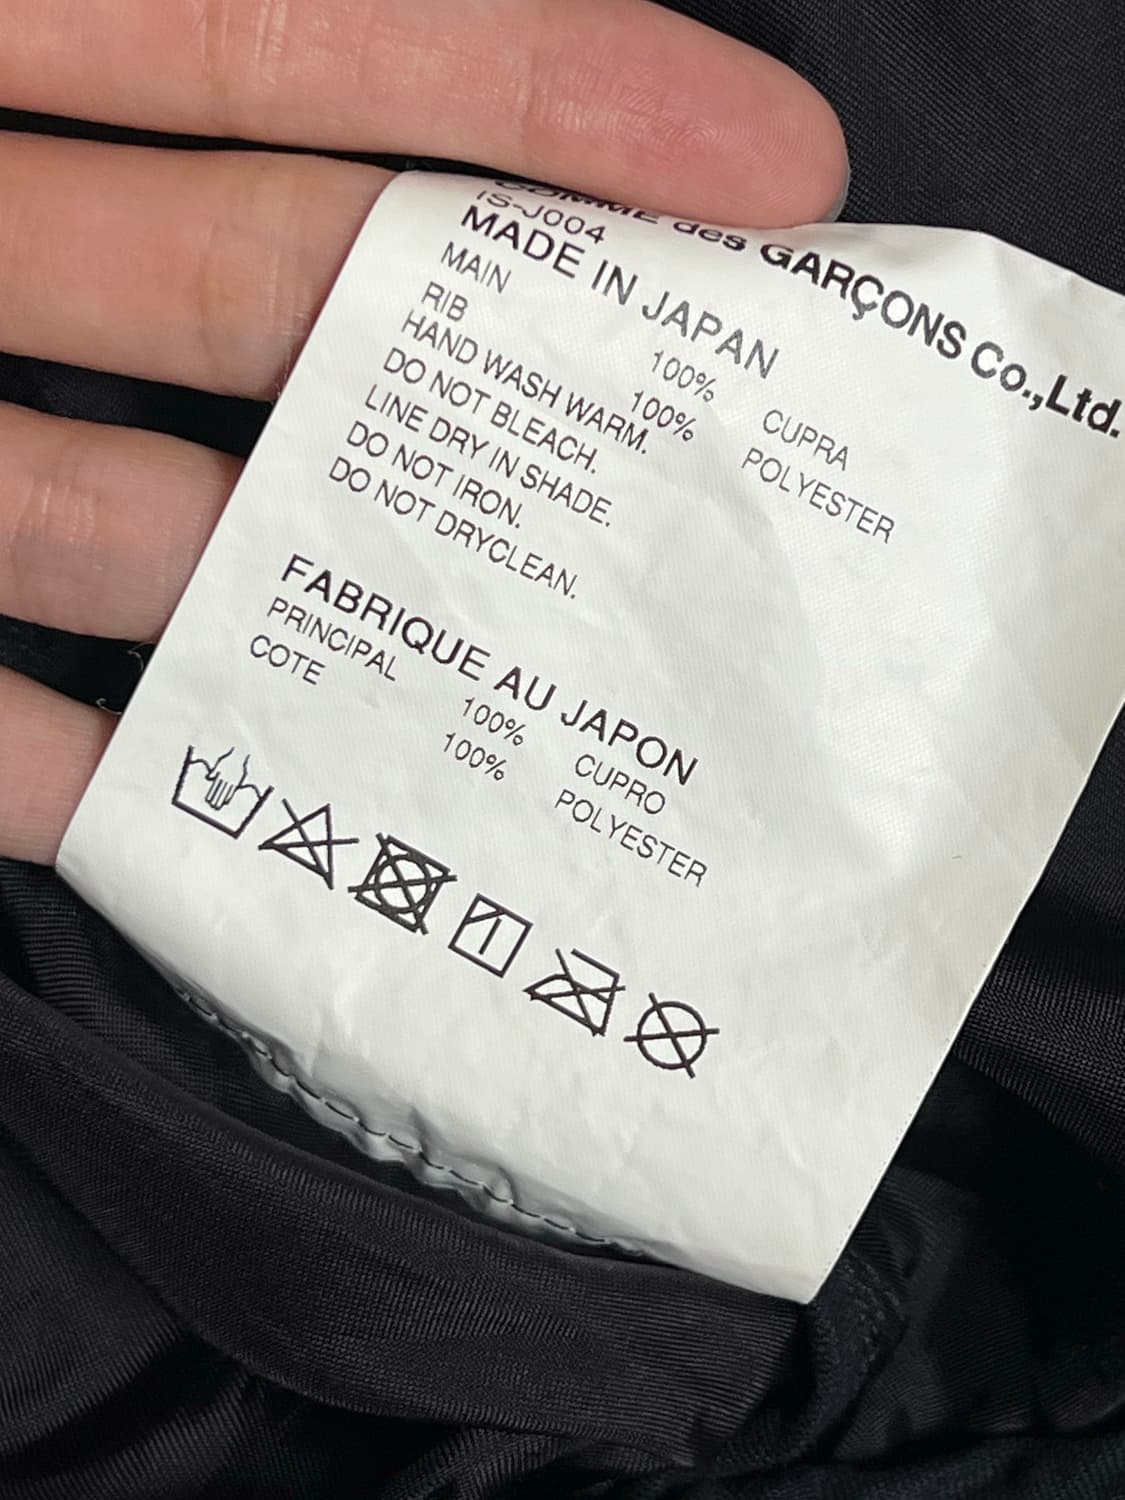 COMME des GARÇONS Co.,Ltd.
IS-J004
MADE IN JAPAN
MAIN 100% CUPRA
RIB 100% POLYESTER
HAND WASH WARM.
DO NOT BLEACH.
LINE DRY IN SHADE.
DO NOT IRON.
DO NOT DRYCLEAN.
FABRIQUE AU JAPON
PRINCIPAL 100% CUPRO
COTE 100% POLYESTER